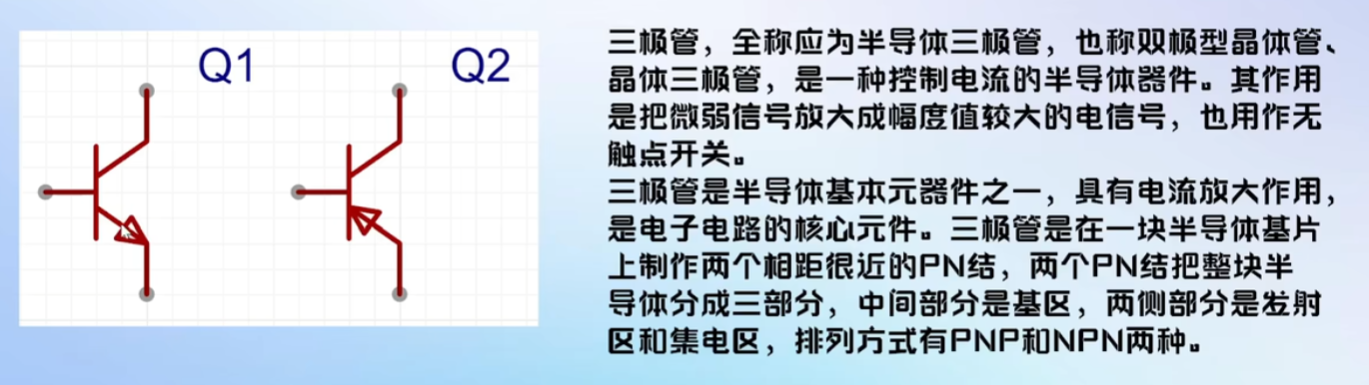 Q1
Q2
三极管，全称应为半导体三极管，也称双极型晶体管、
晶体三极管，是一种控制电流的半导体器件。其作用
是把微弱信号放大成幅度值较大的电信号，也用作无
触点开关。
三极管是半导体基本元器件之一，具有电流放大作用，
是电子电路的核心元件。三极管是在一块半导体基片
上制作两个相距很近的PN结，两个PN结把整块半
导体分成三部分，中间部分是基区，两侧部分是发射
区和集电区，排列方式有PNP和NPN两种。